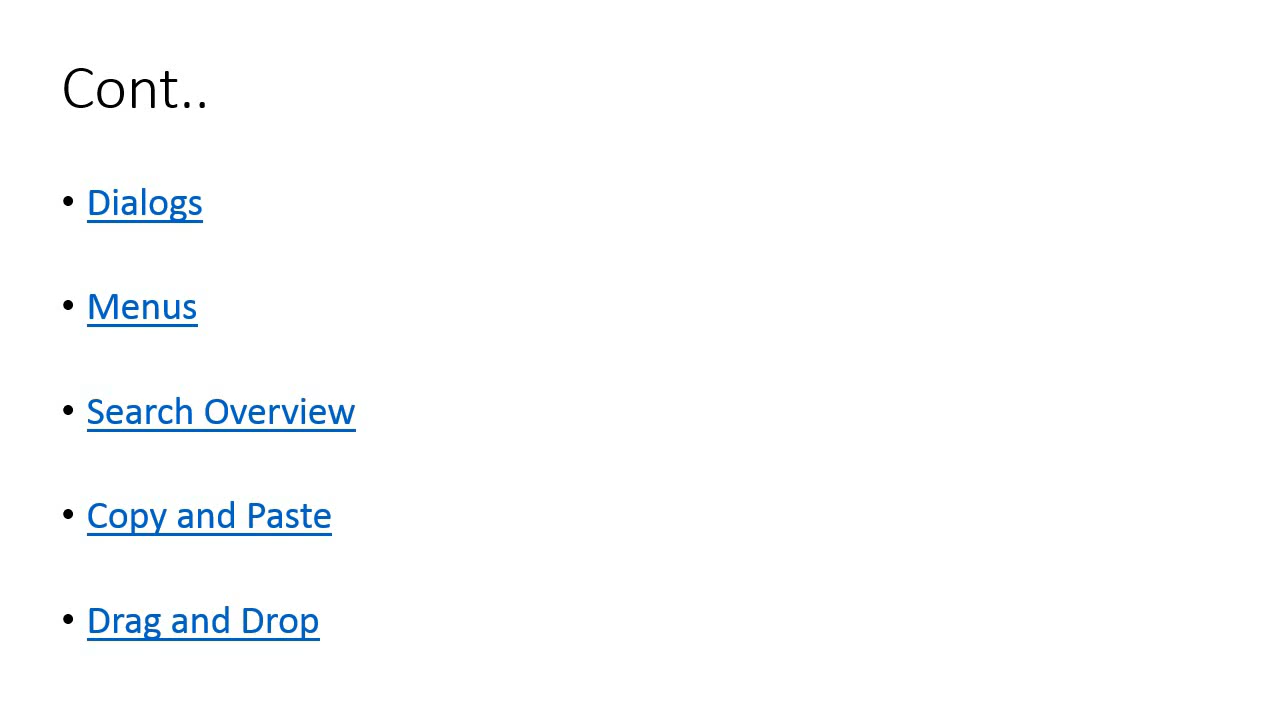 Cont..
• Dialogs
• Menus
• Search Overview
• Copy and Paste
• Drag and Drop